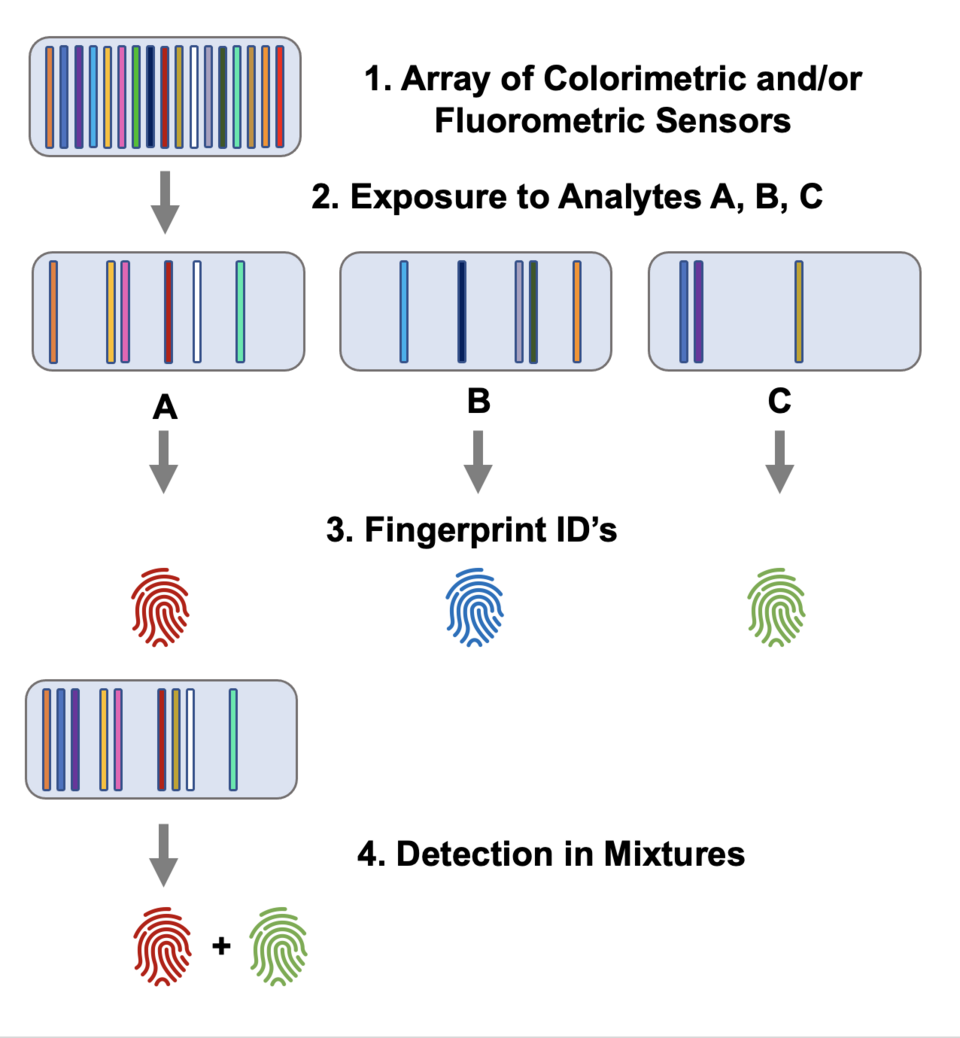 1. Array of Colorimetric and/or
Fluorometric Sensors
2. Exposure to Analytes A, B, C
A
B
C
3. Fingerprint ID’s
4. Detection in Mixtures
+